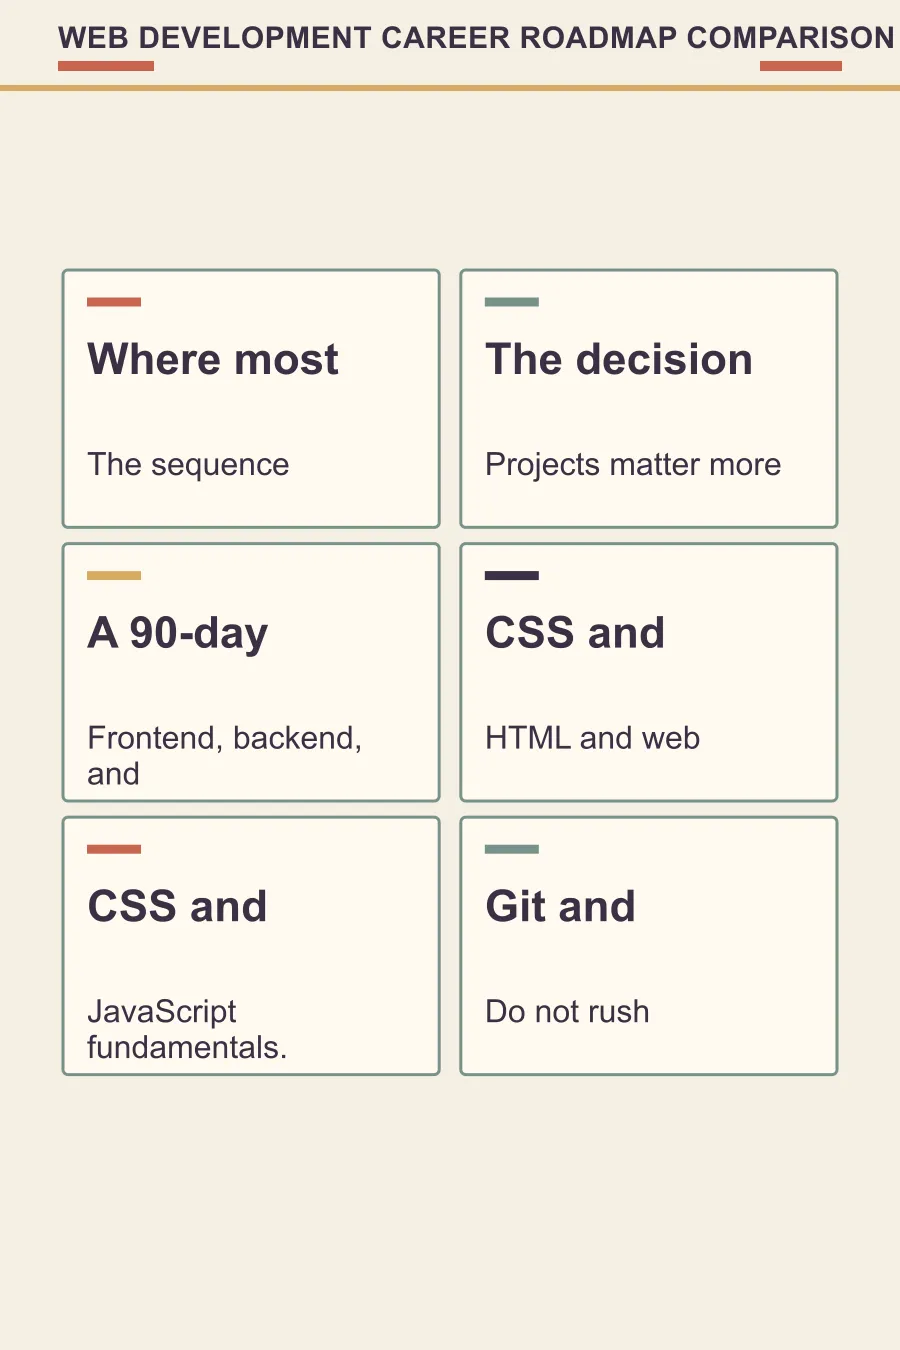 WEB DEVELOPMENT CAREER ROADMAP COMPARISON
Where most
The sequence
The decision
Projects matter more
A 90-day
Frontend, backend,
and
CSS and
HTML and web
CSS and
JavaScript
fundamentals.
Git and
Do not rush